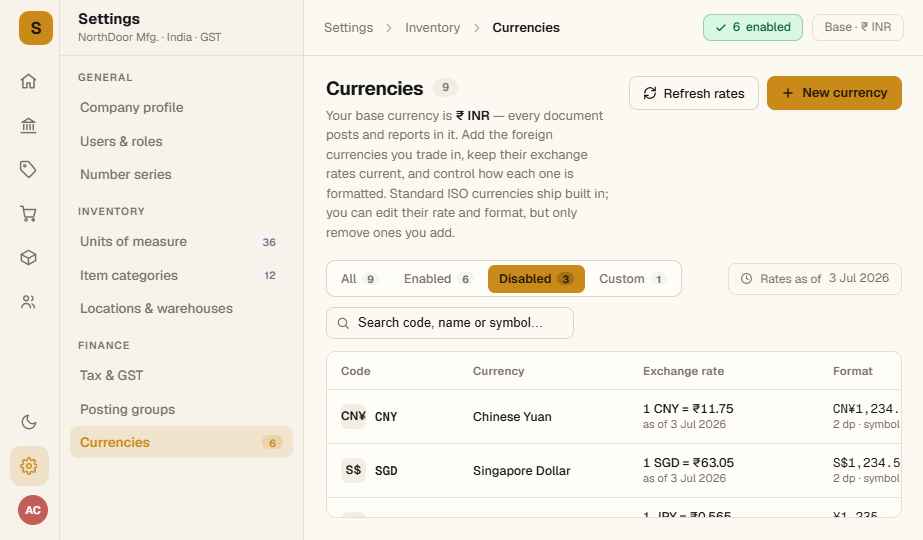 S
Settings
NorthDoor Mfg. · India · GST
GENERAL
Company profile
Users & roles
Number series
INVENTORY
Units of measure 36
Item categories 12
Locations & warehouses
FINANCE
Tax & GST
Posting groups
Currencies 6
AC
Settings > Inventory > Currencies
6 enabled
Base · ₹ INR
Currencies 9
Refresh rates
+ New currency
Your base currency is ₹ INR — every document
posts and reports in it. Add the foreign
currencies you trade in, keep their exchange
rates current, and control how each one is
formatted. Standard ISO currencies ship built in;
you can edit their rate and format, but only
remove ones you add.
All 9 Enabled 6 Disabled 3 Custom 1
Rates as of 3 Jul 2026
Search code, name or symbol…
Code Currency Exchange rate Format
CN¥ CNY Chinese Yuan 1 CNY = ₹11.75 CN¥1,234.
as of 3 Jul 2026 2 dp · symbol
S$ SGD Singapore Dollar 1 SGD = ₹63.05 S$1,234.5
as of 3 Jul 2026 2 dp · symbol
1 JPY = ₹0.565 ¥1,235